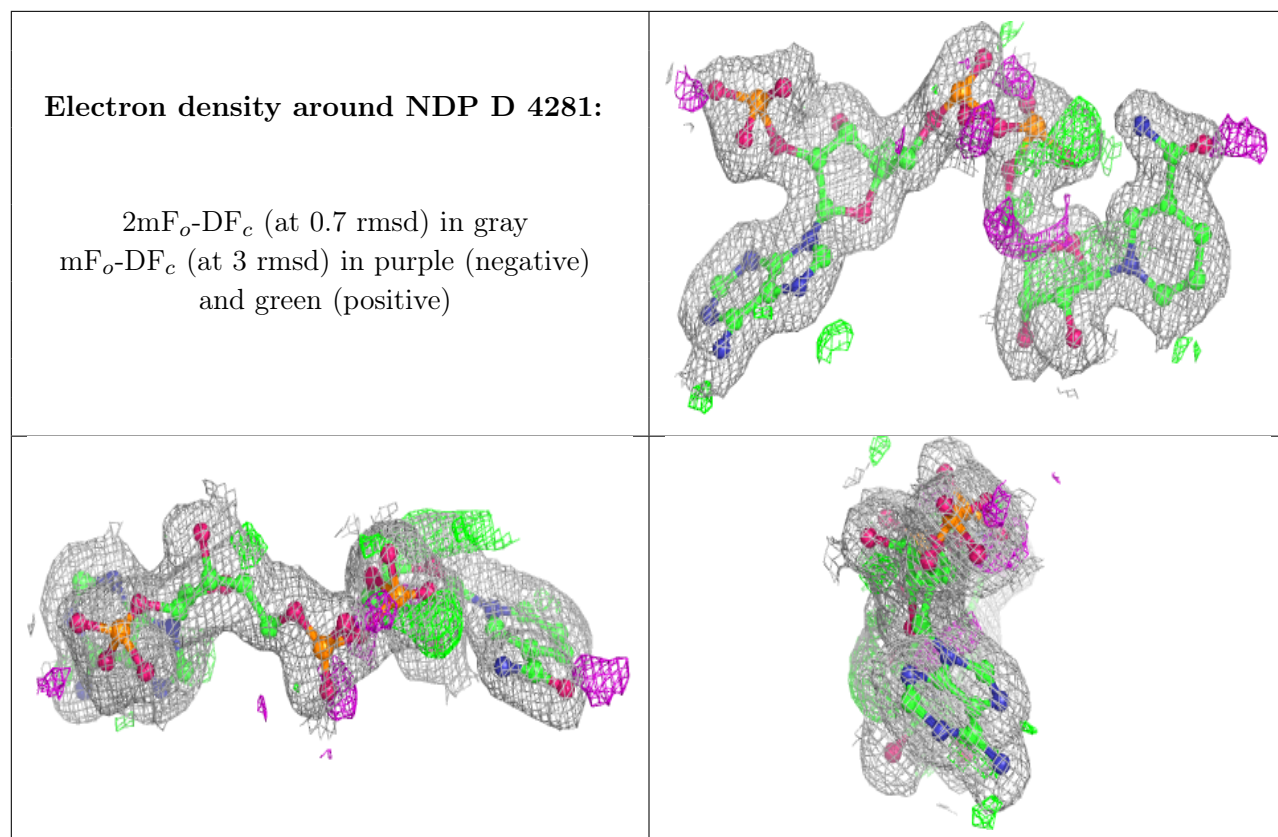 Electron density around NDP D 4281:
2mFo-DFc (at 0.7 rmsd) in gray
mFo-DFc (at 3 rmsd) in purple (negative)
and green (positive)